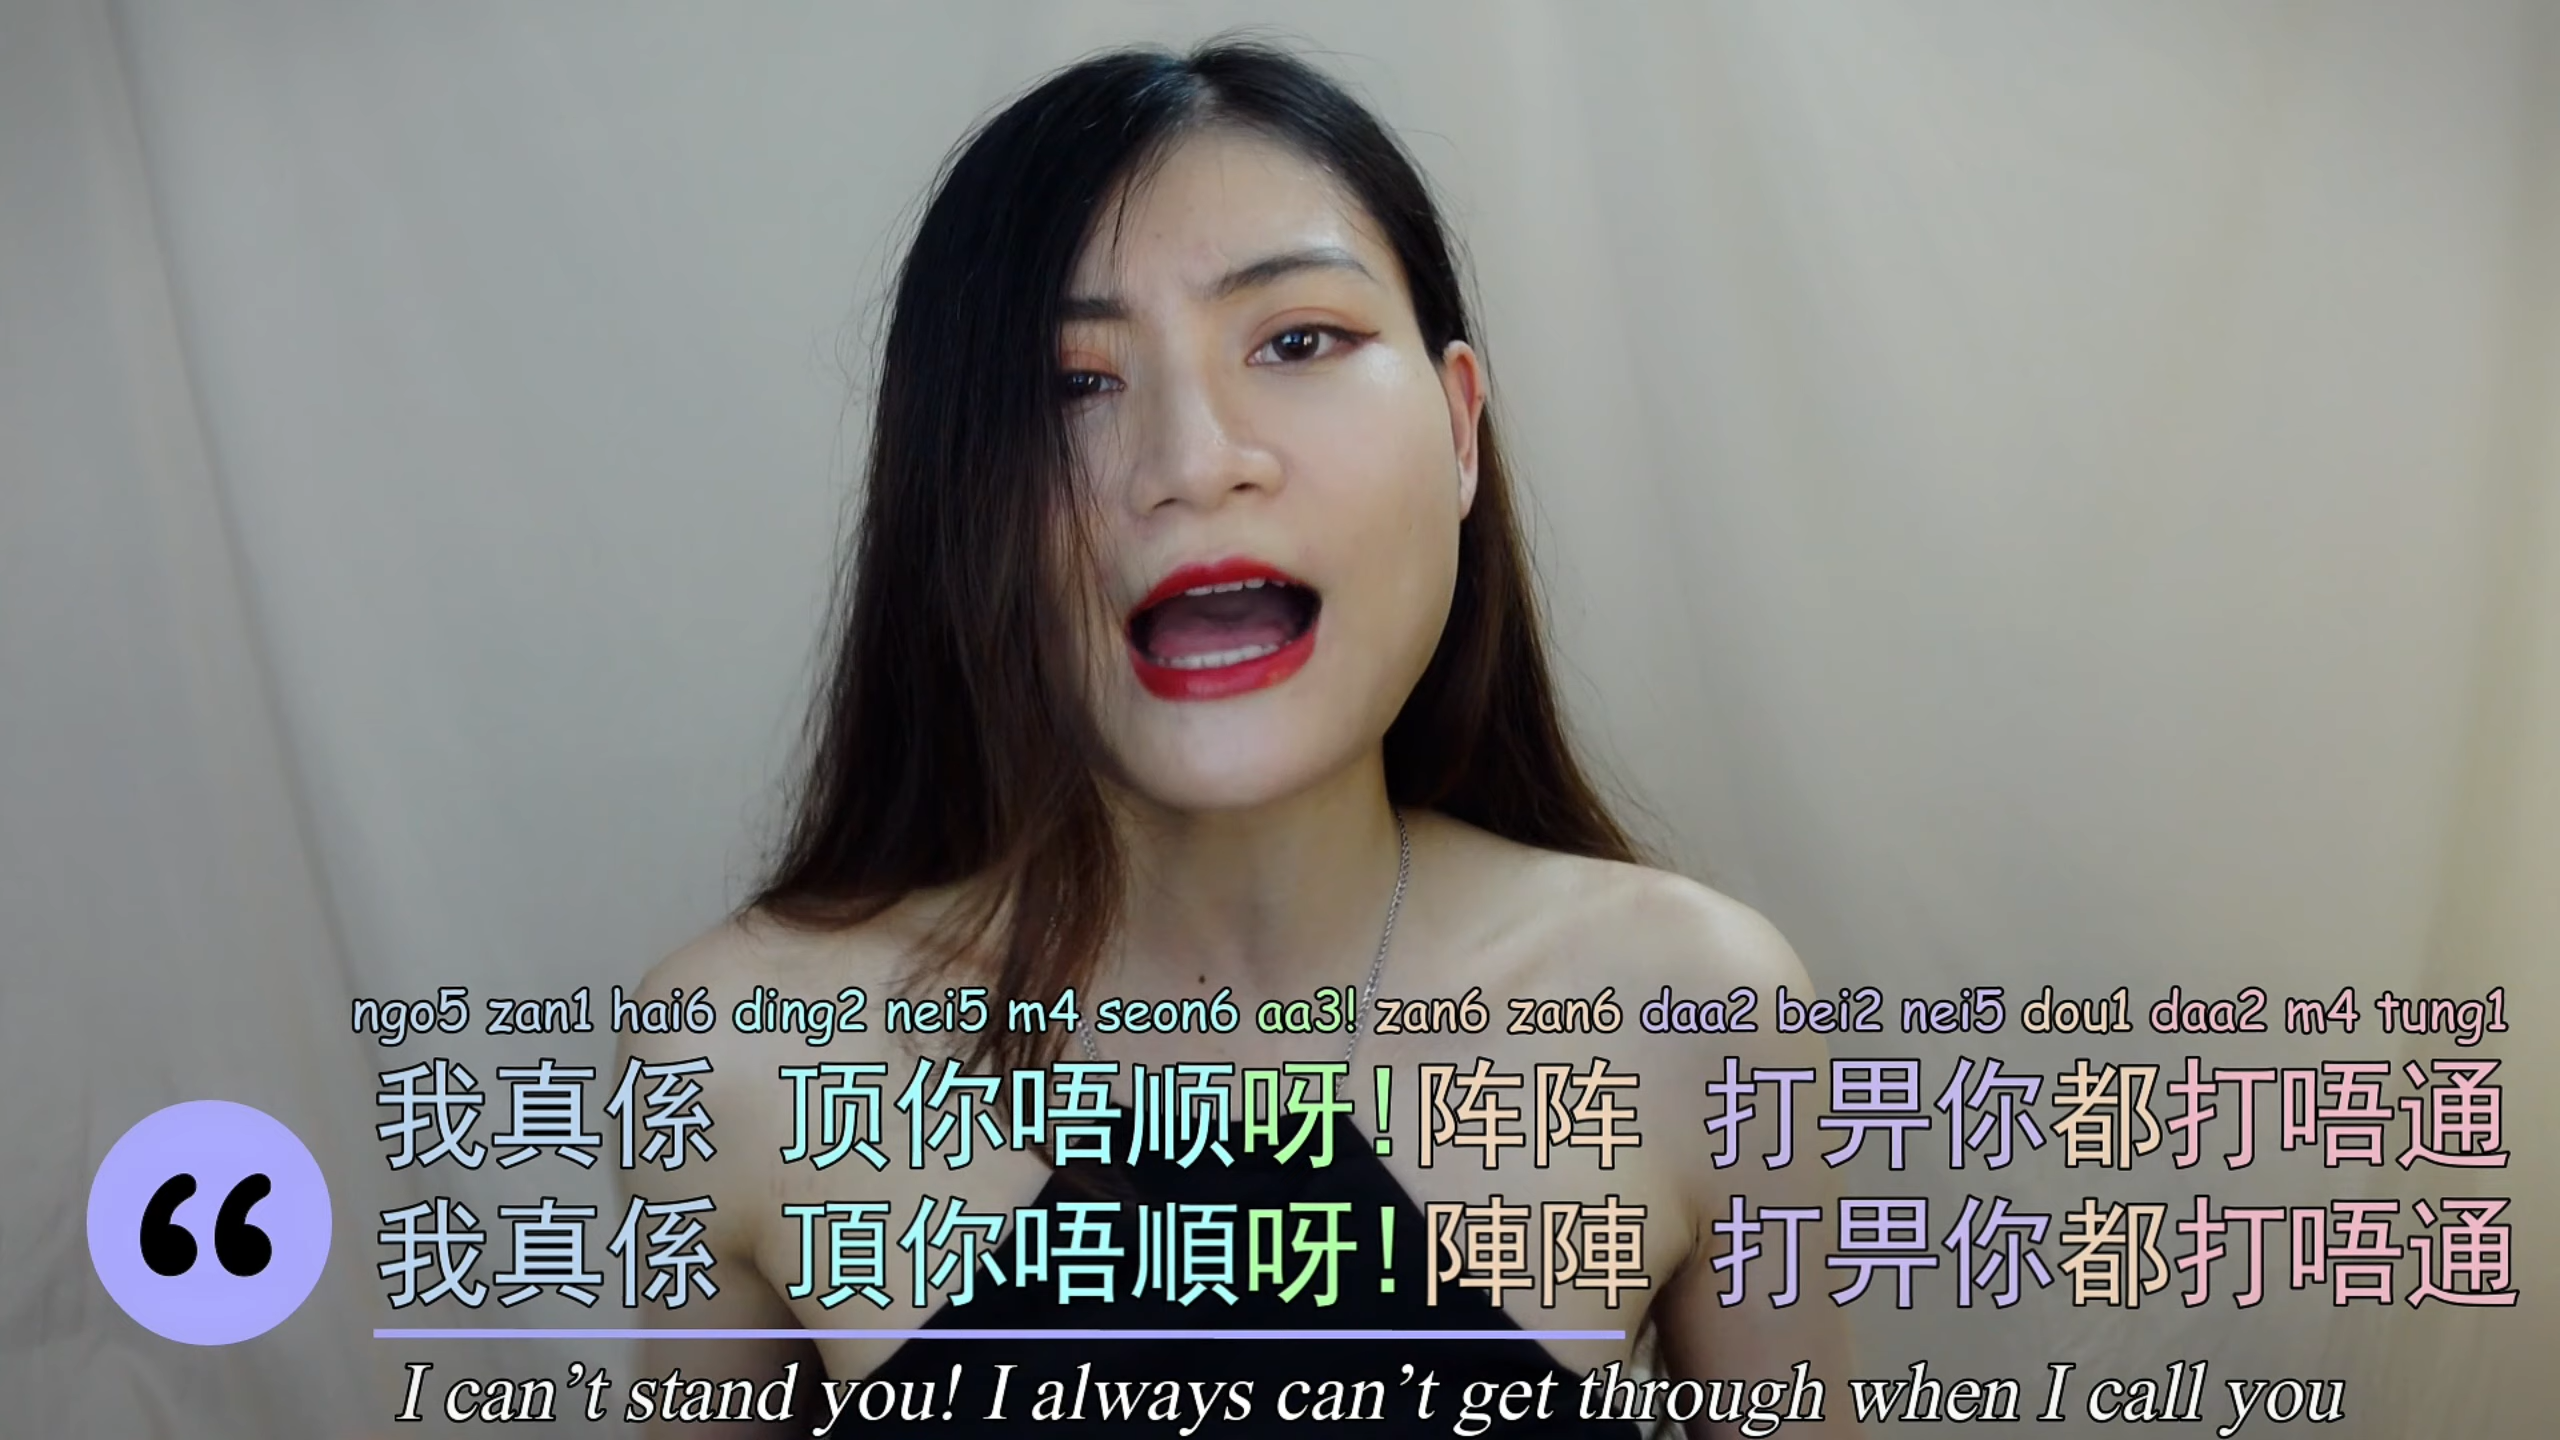 ngo5 zan1 hai6 ding2 nei5 m4 seon6 aa3! zan6 zan6 daa2 bei2 nei5 dou1 daa2 m4 tung1
我真係 顶你唔顺呀!阵阵 打畀你都打唔通
我真係 頂你唔順呀!陣陣 打畀你都打唔通
I can't stand you! I always can't get through when I call you